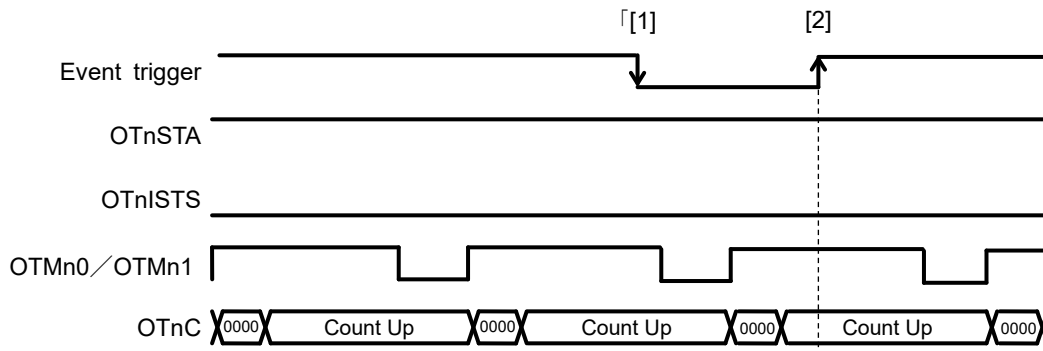 「[1] [2]
Event trigger
OTnSTA
OTnISTS
OTMn0／OTMn1
OTnC 0000 Count Up 0000 Count Up 0000 Count Up 0000